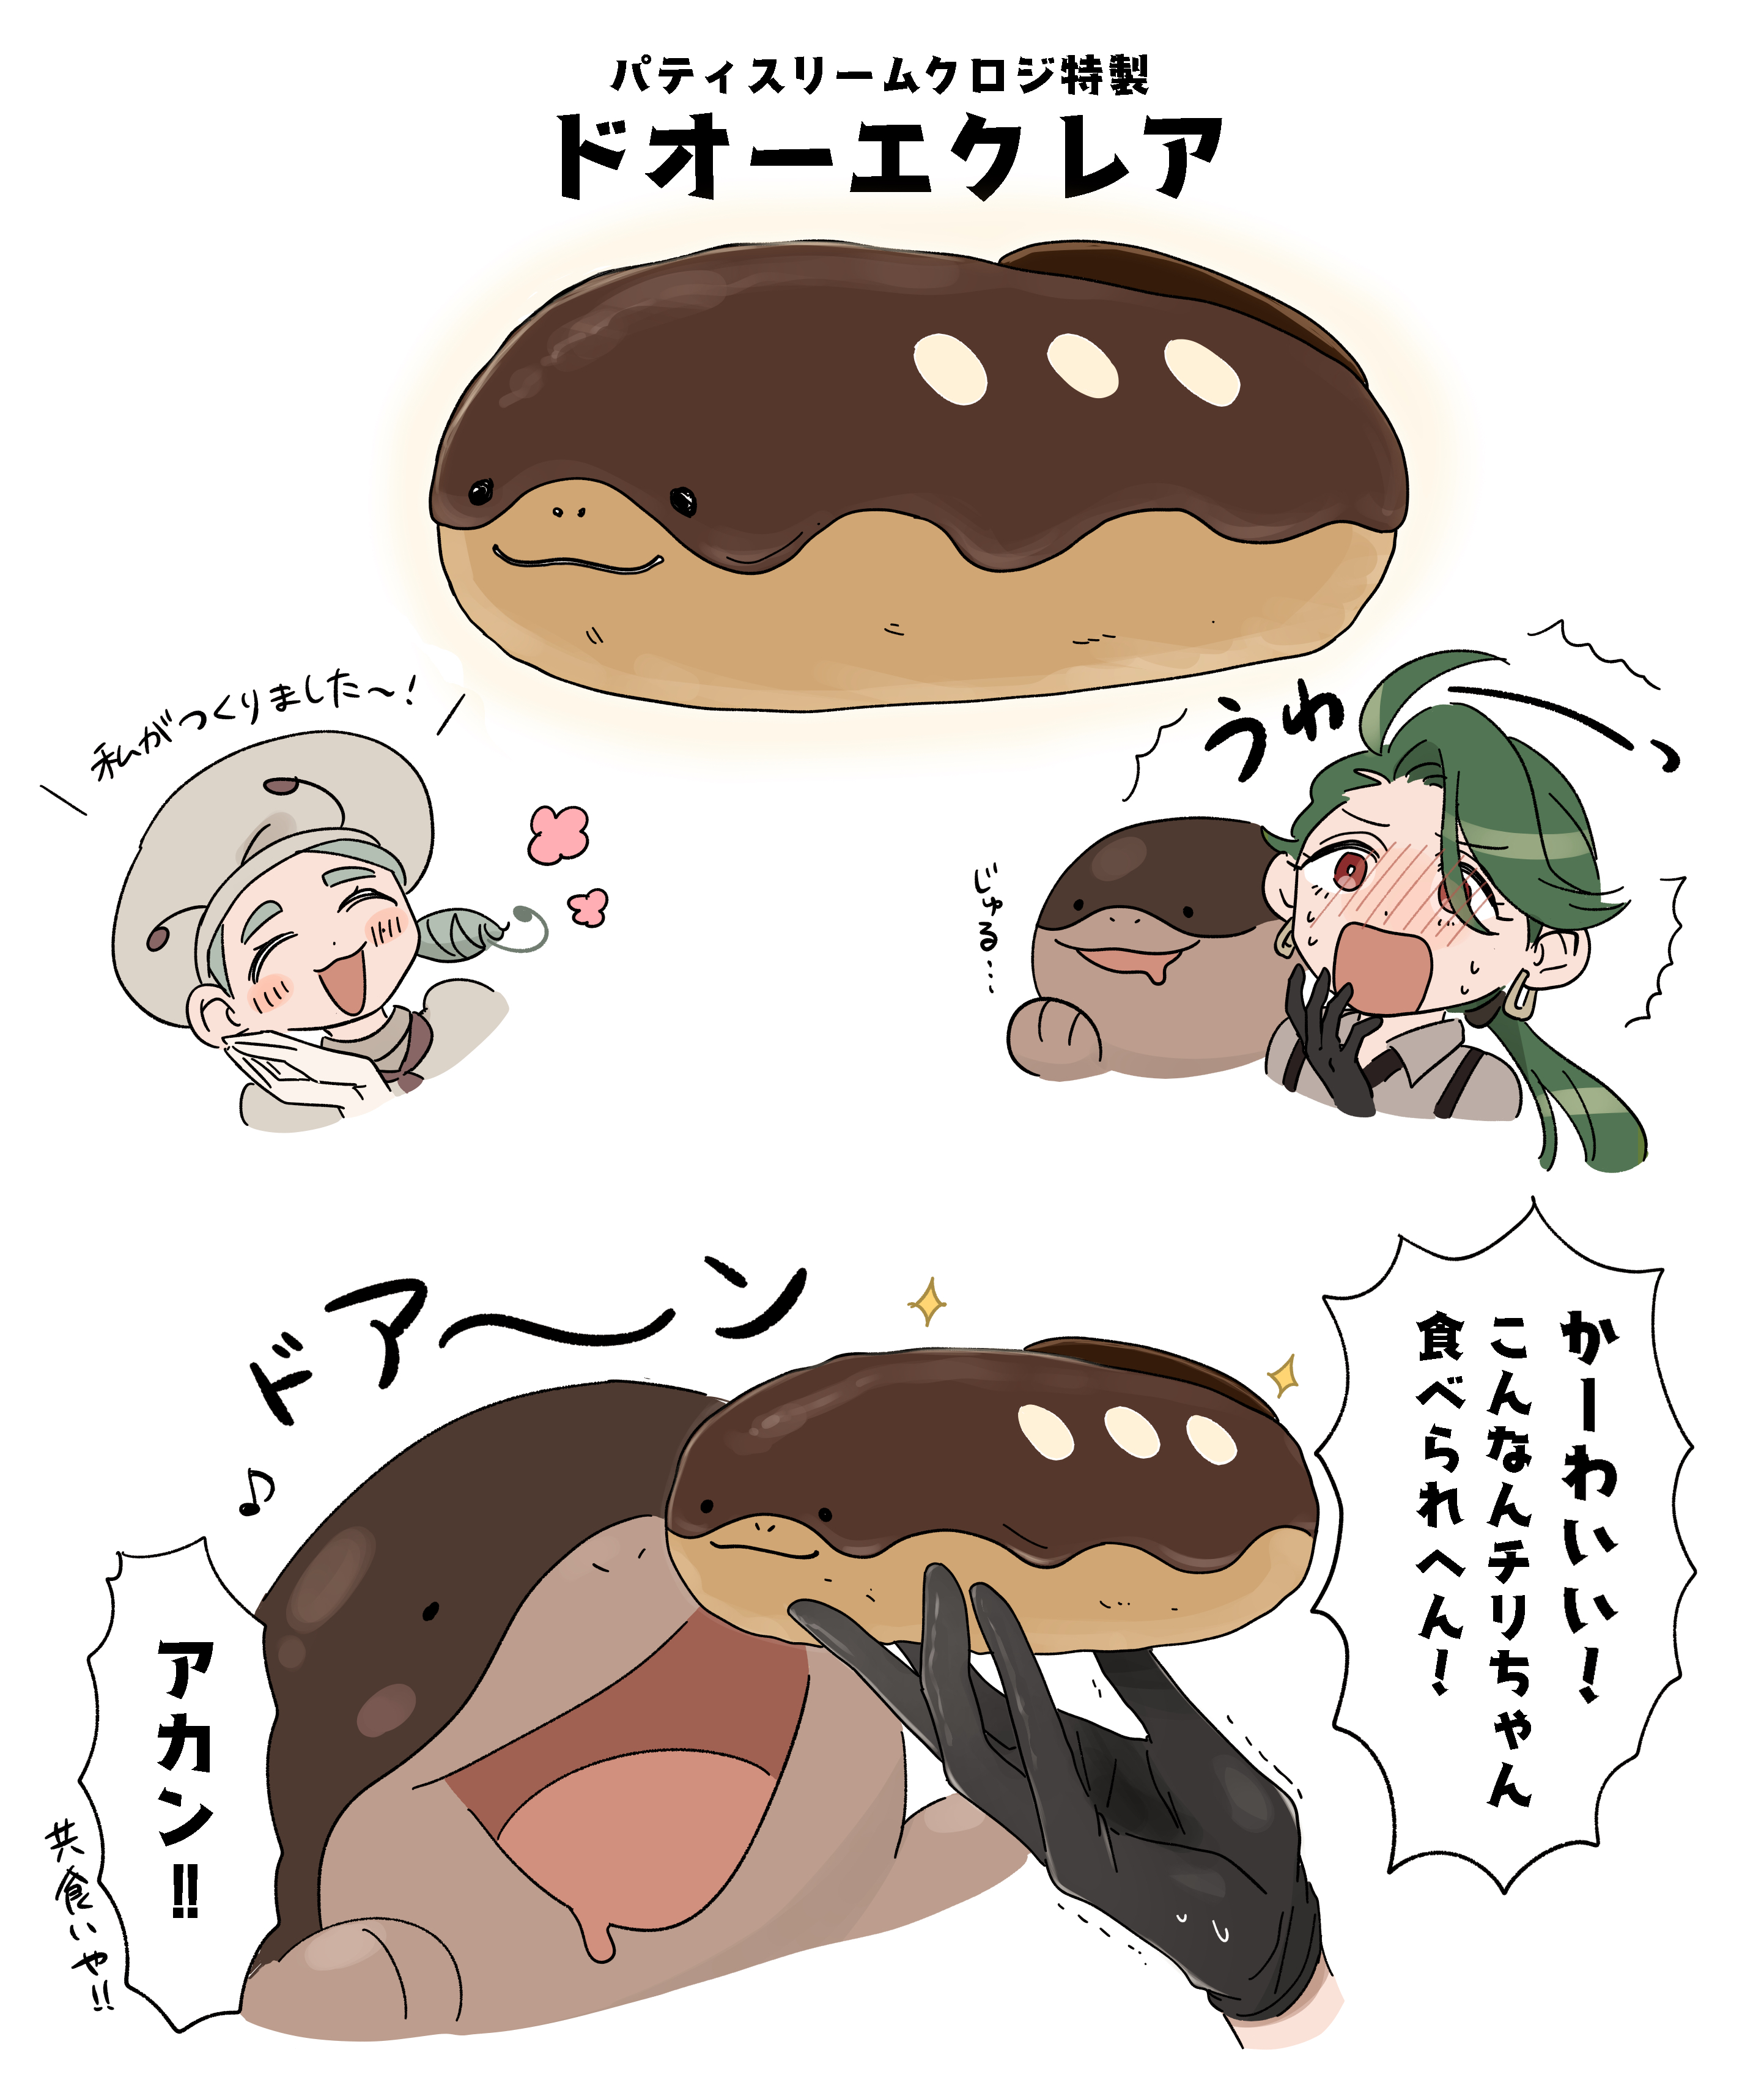 パティスリームクロジ特製
ドオーエクレア
私がつくりました〜！
うわーっ
じゅる…
かーわいい！
こんなんチリちゃん
食べられへん！
ドア〜ン
アカン!!
共食いや!!